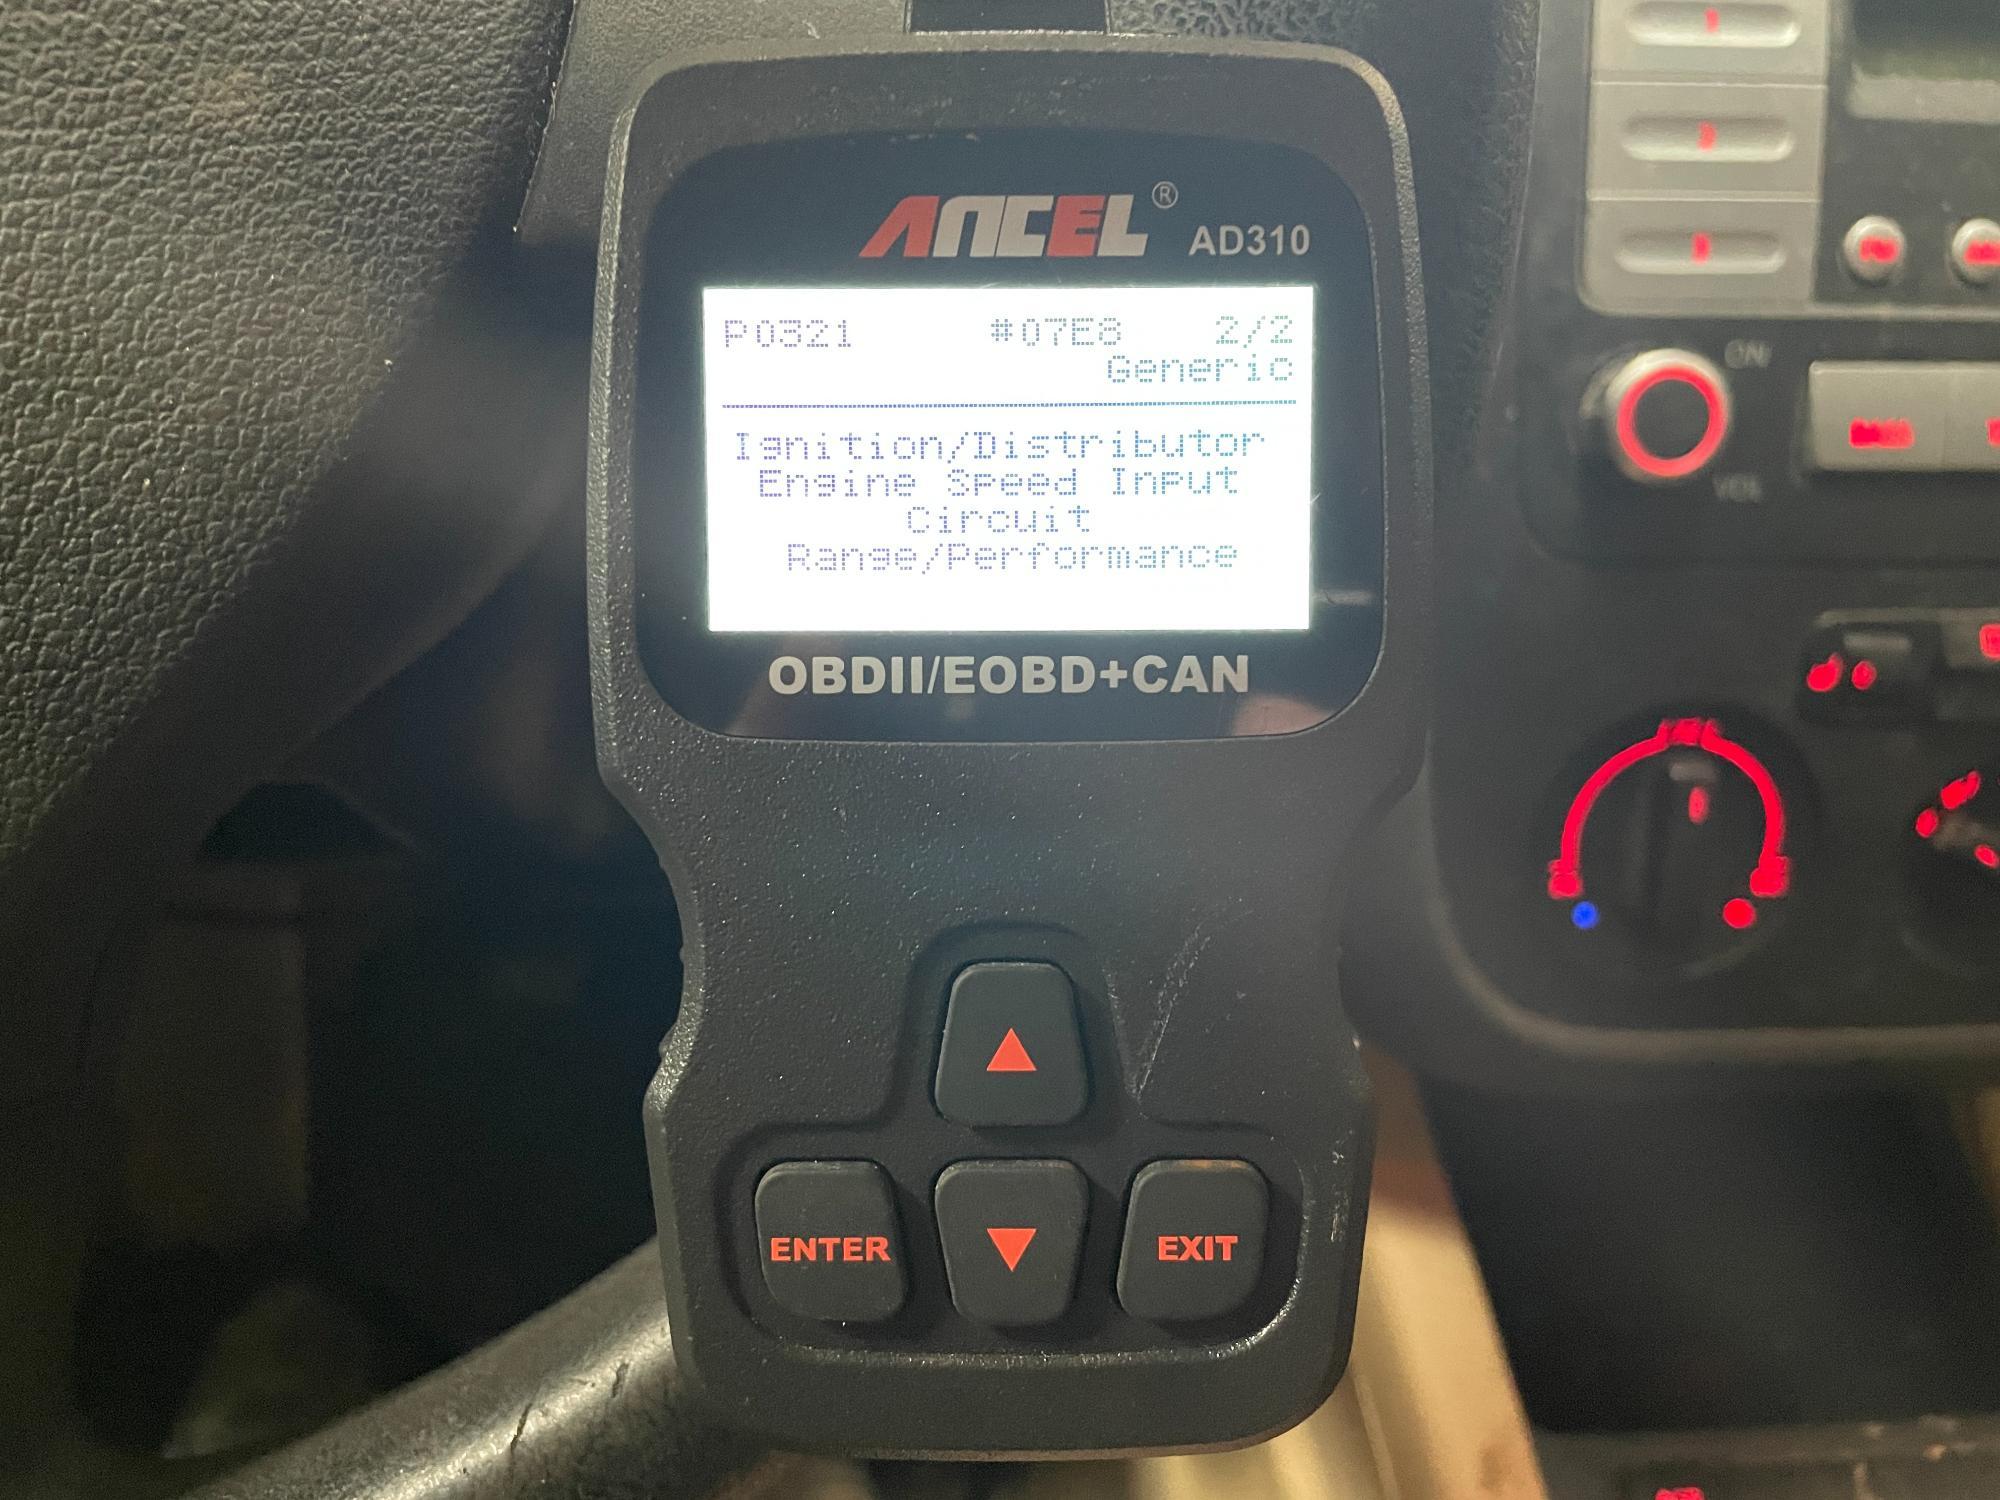 ANCEL®
AD310
P0321 #07E8 2/2
Generic
Ignition/Distributor
Engine Speed Input
Circuit
Range/Performance
OBDII/EOBD+CAN
ENTER
EXIT
ON